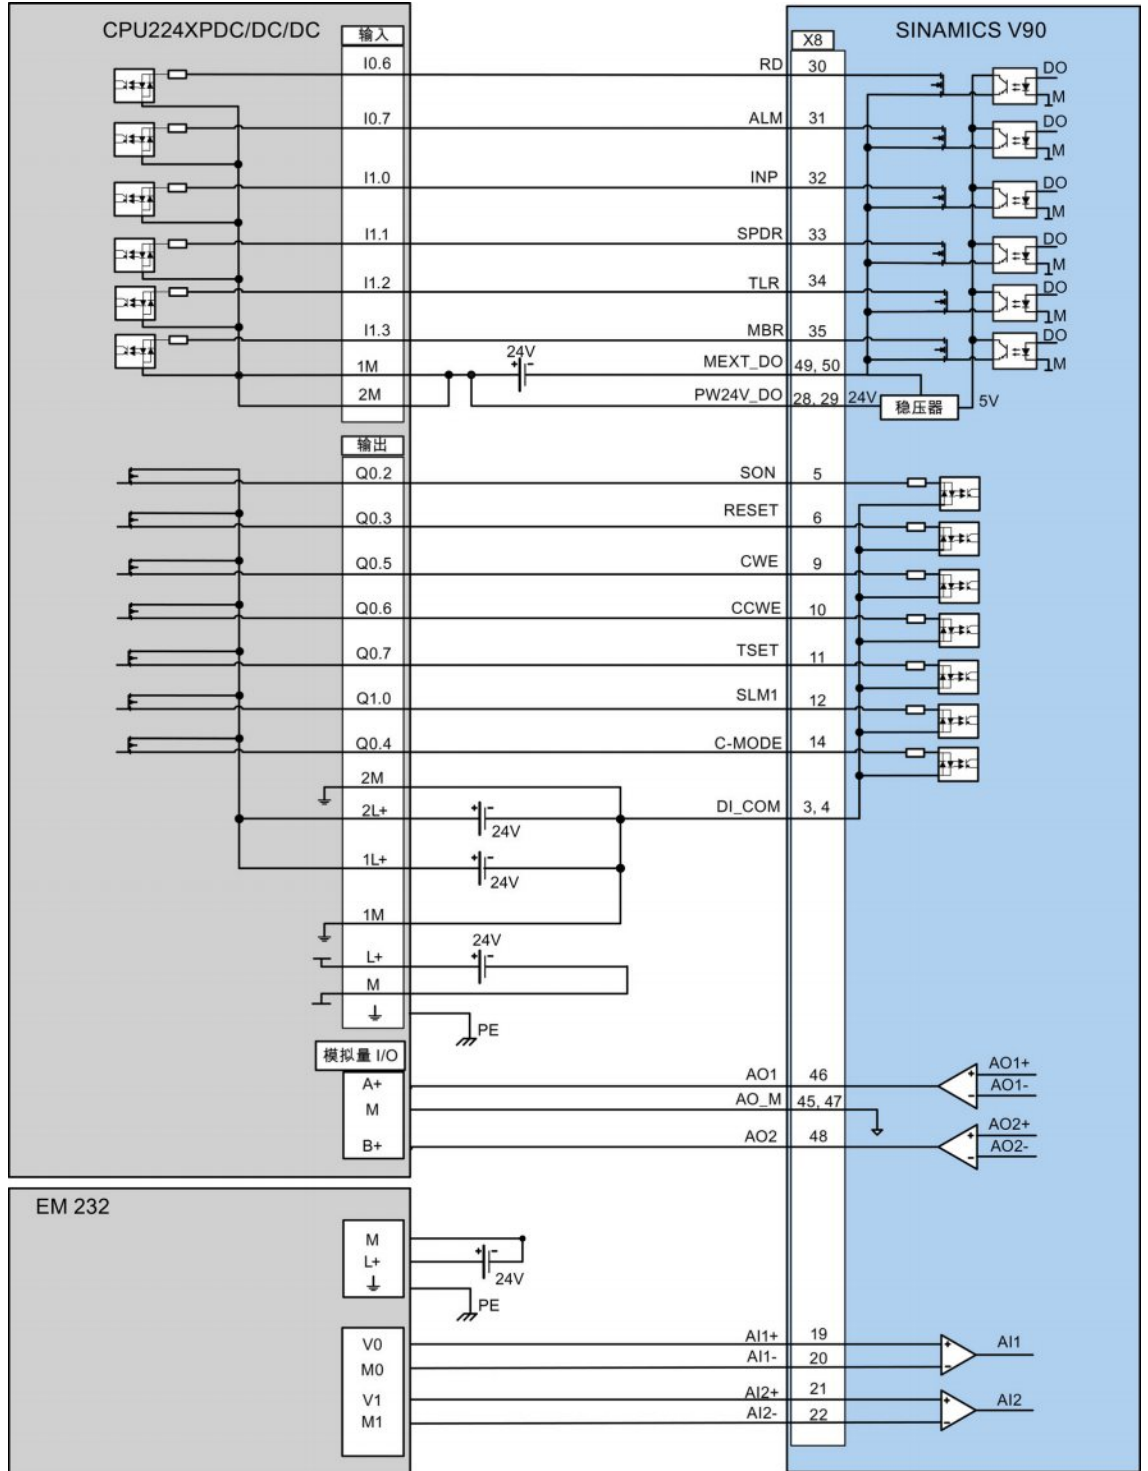 CPU224XPDC/DC/DC
SINAMICS V90
输入
X8
I0.6 RD 30 DO
M
I0.7 ALM 31 DO
M
I1.0 INP 32 DO
M
I1.1 SPDR 33 DO
M
I1.2 TLR 34 DO
M
I1.3 MBR 35 DO
M
24V
+ -
1M MEXT_DO 49, 50
2M PW24V_DO 28, 29 24V 稳压器 5V
输出
Q0.2 SON 5
Q0.3 RESET 6
Q0.5 CWE 9
Q0.6 CCWE 10
Q0.7 TSET 11
Q1.0 SLM1 12
Q0.4 C-MODE 14
2M
2L+ + - DI_COM 3, 4
24V
1L+ + -
24V
1M
24V
L+ + -
M
PE
模拟量 I/O
A+ AO1 46 + AO1+
- AO1-
M AO_M 45, 47
B+ AO2 48 + AO2+
- AO2-
EM 232
M
L+ + -
24V
PE
V0 AI1+ 19 + AI1
M0 AI1- 20 -
V1 AI2+ 21 + AI2
M1 AI2- 22 -